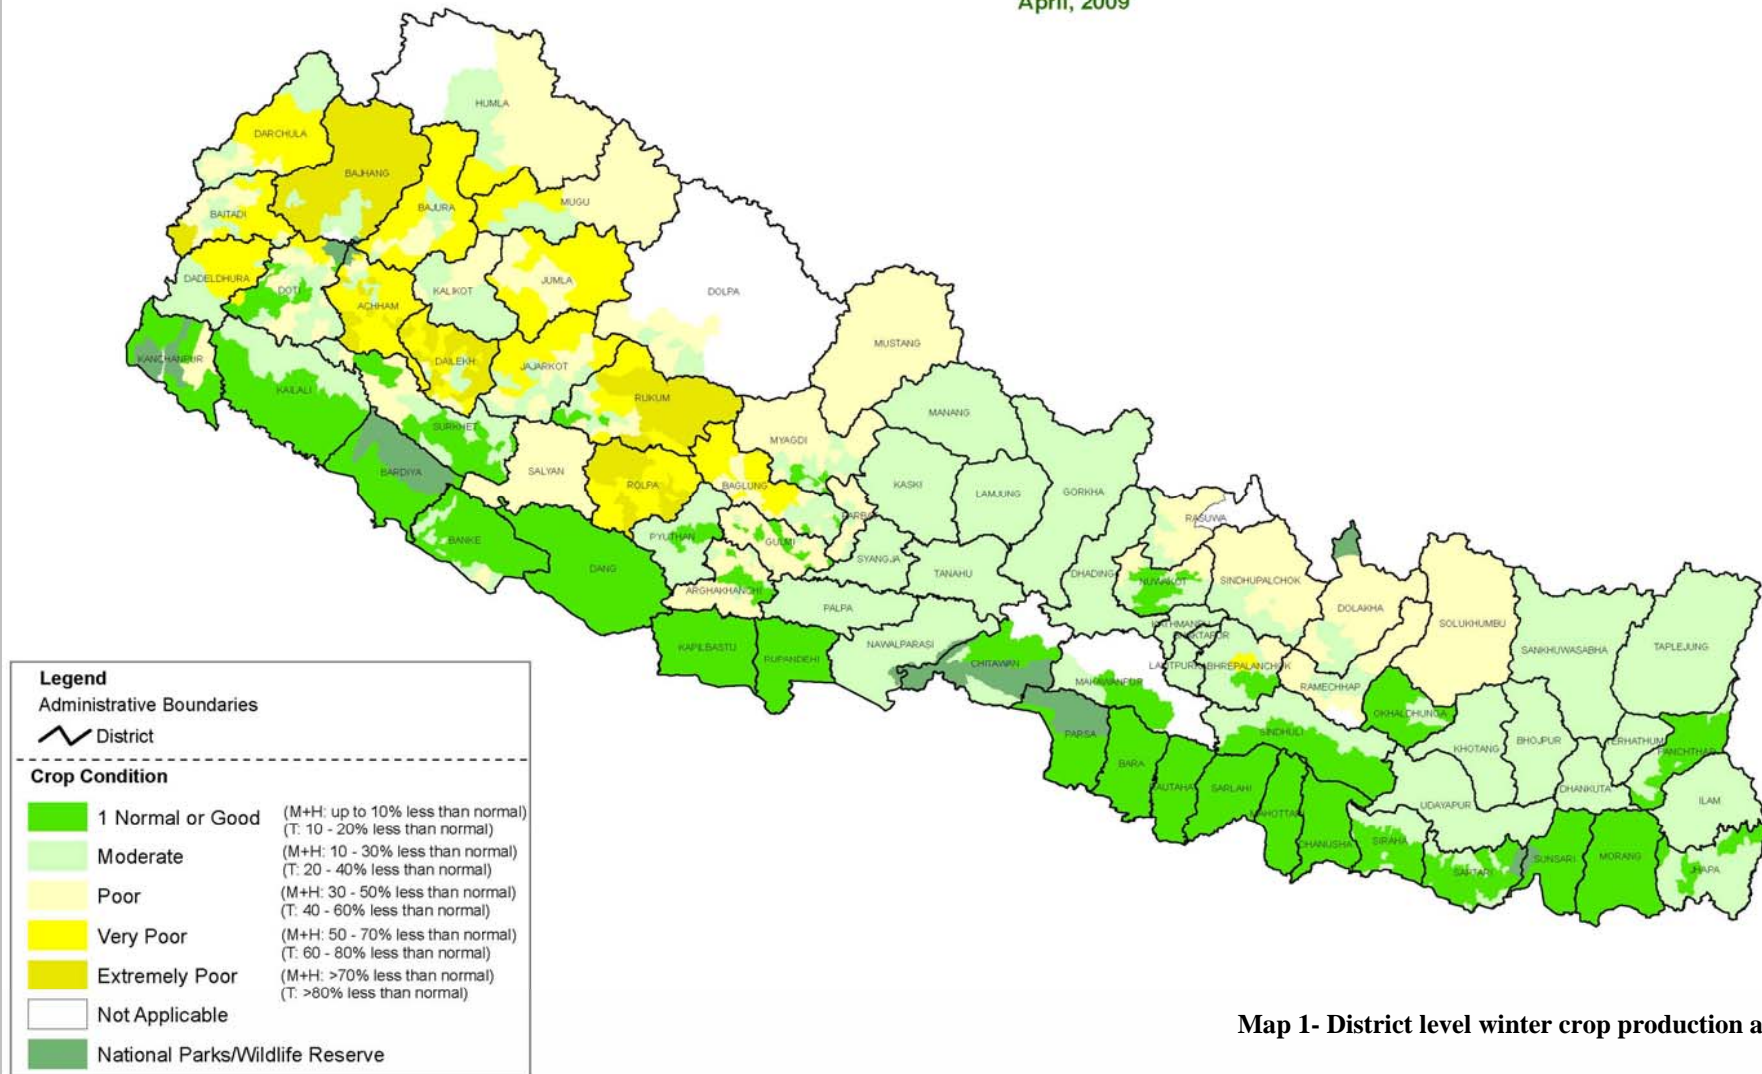 April, 2009
HUMLA
DARCHULA
BAJHANG
BAJURA
MUGU
BAITADI
DADELDHURA
DOTI
ACHHAM
KALIKOT
JUMLA
DOLPA
KANCHANPUR
KAILALI
DAILEKH
JAJARKOT
MUSTANG
RUKUM
MANANG
SURKHET
MYAGDI
BARDIYA
SALYAN
ROLPA
BAGLUNG
KASKI
LAMJUNG
GORKHA
RASUWA
BANKE
PYUTHAN
GULMI
SYANGJA
TANAHU
DHADING
NUWAKOT
SINDHUPALCHOK
DANG
ARGHAKHANCHI
PALPA
DOLAKHA
SOLUKHUMBU
KAPILBASTU
RUPANDEHI
NAWALPARASI
CHITAWAN
SANKHUWASABHA
TAPLEJUNG
MAKAWANPUR
RAMECHHAP
OKHALDHUNGA
PARSA
SINDHULI
KHOTANG
BHOJPUR
BARA
SARLAHI
DHANKUTA
UDAYAPUR
ILAM
DHANUSHA
SIRAHA
SUNSARI
MORANG
JHAPA
Legend
Administrative Boundaries
District
Crop Condition
1 Normal or Good (M+H: up to 10% less than normal)
(T: 10 - 20% less than normal)
Moderate (M+H: 10 - 30% less than normal)
(T: 20 - 40% less than normal)
Poor (M+H: 30 - 50% less than normal)
(T: 40 - 60% less than normal)
Very Poor (M+H: 50 - 70% less than normal)
(T: 60 - 80% less than normal)
Extremely Poor (M+H: >70% less than normal)
(T: >80% less than normal)
Not Applicable
National Parks/Wildlife Reserve
Map 1- District level winter crop production a